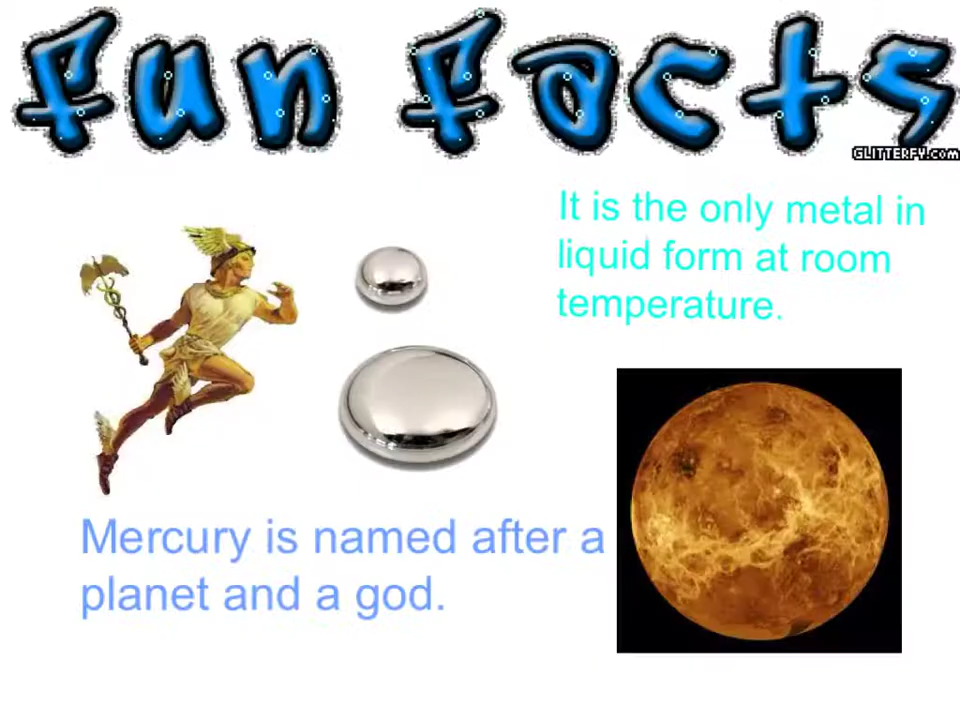 Fun Facts
GLITTERFY.com
It is the only metal in
liquid form at room
temperature.
Mercury is named after a
planet and a god.